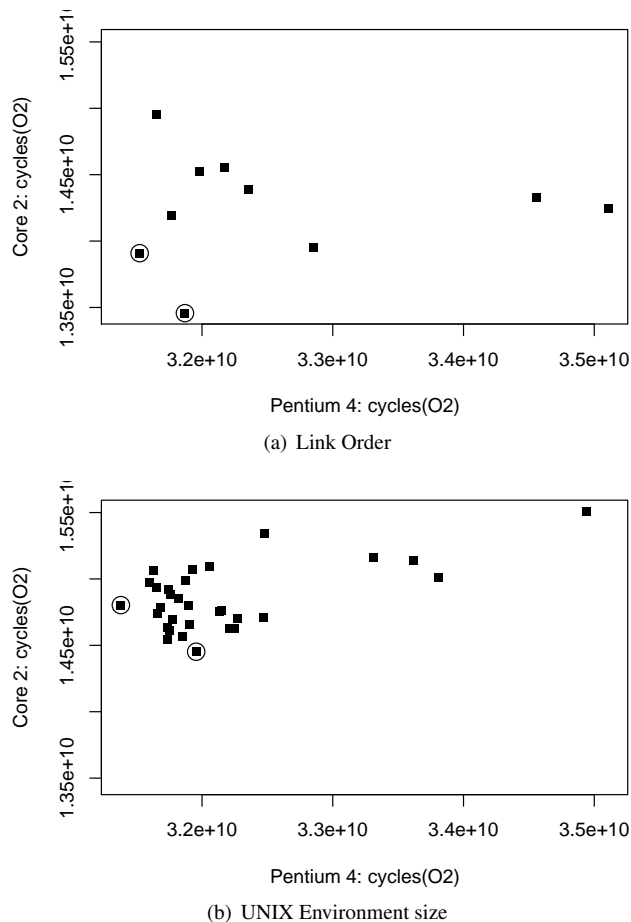 Core 2: cycles(O2)
1.35e+10
1.45e+10
1.55e+1
3.2e+10 3.3e+10 3.4e+10 3.5e+10
Pentium 4: cycles(O2)
(a) Link Order
Core 2: cycles(O2)
1.35e+10
1.45e+10
1.55e+1
3.2e+10 3.3e+10 3.4e+10 3.5e+10
Pentium 4: cycles(O2)
(b) UNIX Environment size